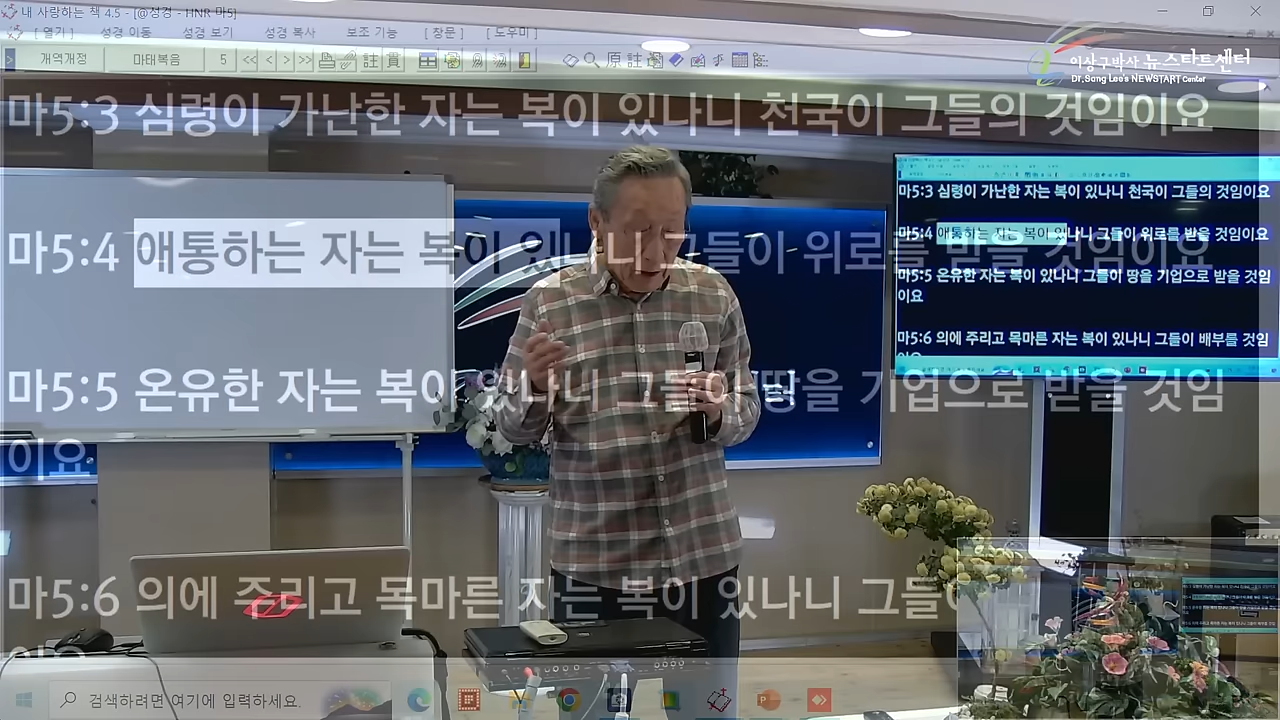 내 사랑하는 책 4.5 - [@성경 - HNR 마5]
[ 열기 ] 성경 이동 성경 보기 성경 복사 보조 기능 [ 창문 ] [ 도우미 ]
개역개정 마태복음 5 << < > >> 註 貫 原 註 貫
이상구박사 뉴스타트센터
Dr.Sang Lee's NEWSTART Center
마5:3 심령이 가난한 자는 복이 있나니 천국이 그들의 것임이요
마5:4 애통하는 자는 복이 있나니 그들이 위로를 받을 것임이요
마5:5 온유한 자는 복이 있나니 그들이 땅을 기업으로 받을 것임
이요
마5:6 의에 주리고 목마른 자는 복이 있나니 그들이
마5:3 심령이 가난한 자는 복이 있나니 천국이 그들의 것임이요
마5:4 애통하는 자는 복이 있나니 그들이 위로를 받을 것임이요
마5:5 온유한 자는 복이 있나니 그들이 땅을 기업으로 받을 것임
이요
마5:6 의에 주리고 목마른 자는 복이 있나니 그들이 배부를 것임
검색하려면 여기에 입력하세요.